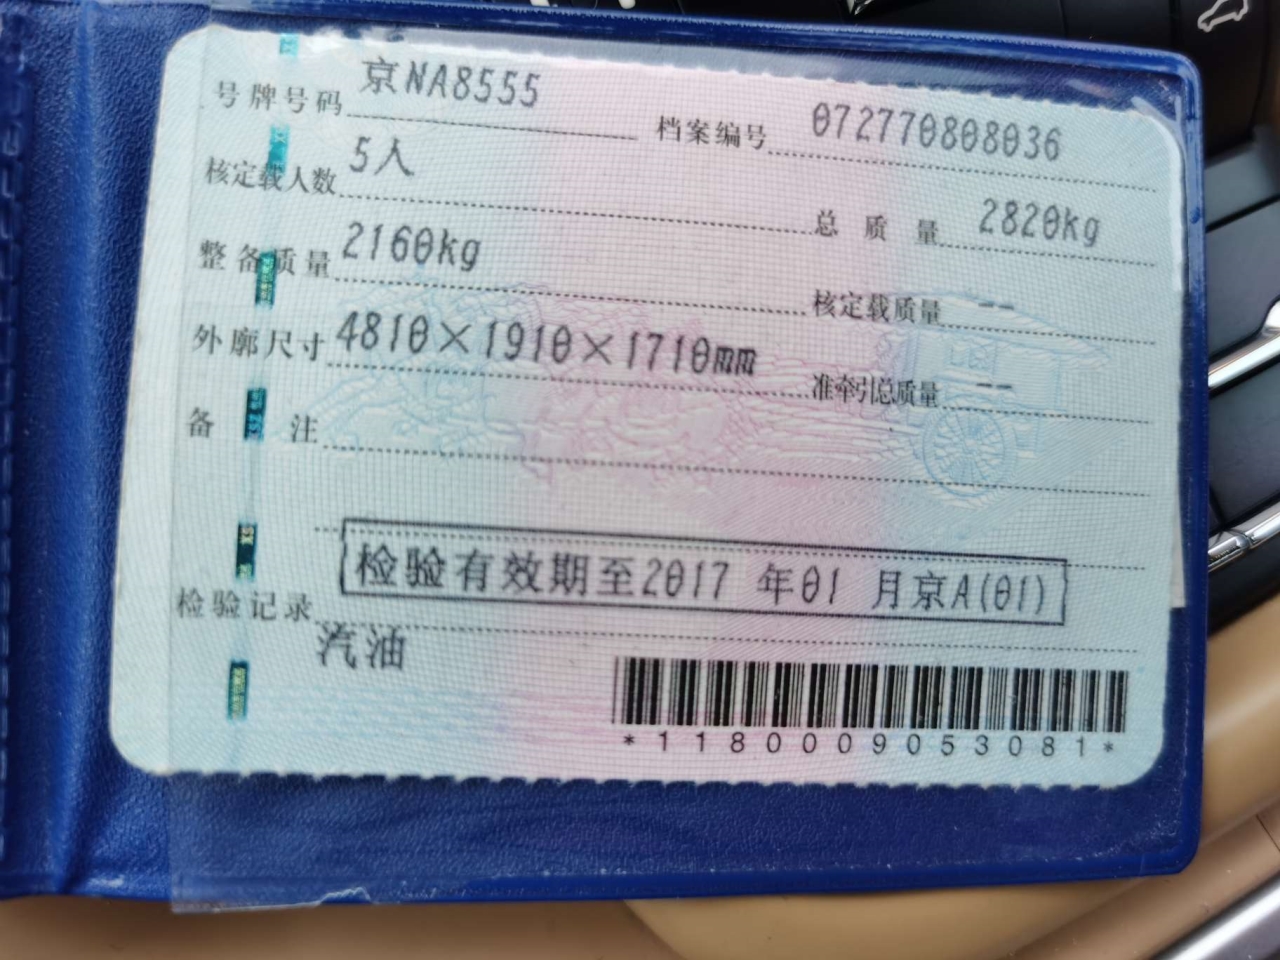 号牌号码 京NA8555 档案编号 072770808036
核定载人数 5人 总质量 2820kg
整备质量 2160kg 核定载质量 --
外廓尺寸 4810×1910×1710mm 准牵引总质量 --
备注
检验记录 检验有效期至2017 年01 月京A(01)
汽油
*1180009053081*